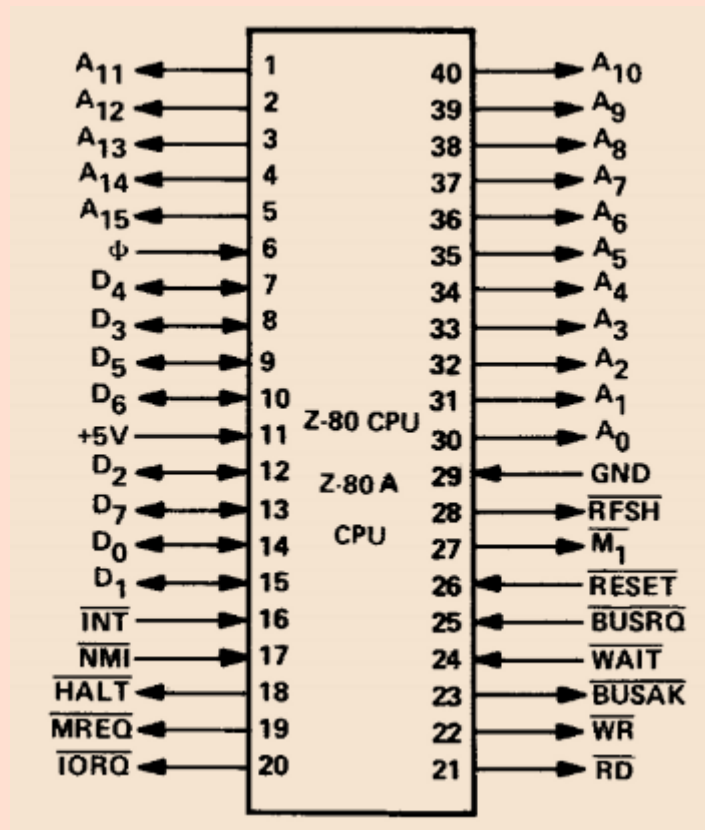 A11 1 40 A10
A12 2 39 A9
A13 3 38 A8
A14 4 37 A7
A15 5 36 A6
Φ 6 35 A5
D4 7 34 A4
D3 8 33 A3
D5 9 32 A2
D6 10 31 A1
+5V 11 30 A0
Z-80 CPU
D2 12 29 GND
Z-80 A
D7 13 28 RFSH
CPU
D0 14 27 M1
D1 15 26 RESET
INT 16 25 BUSRQ
NMI 17 24 WAIT
HALT 18 23 BUSAK
MREQ 19 22 WR
IORQ 20 21 RD